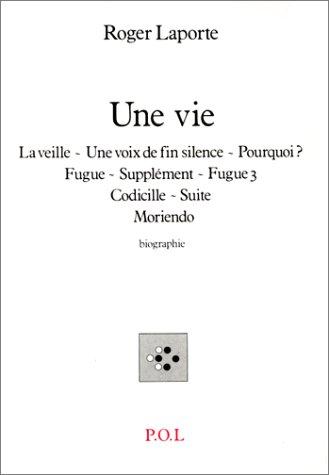 Roger Laporte
Une vie
La veille ~ Une voix de fin silence ~ Pourquoi ?
Fugue ~ Supplément ~ Fugue 3
Codicille ~ Suite
Moriendo
biographie
P.O.L